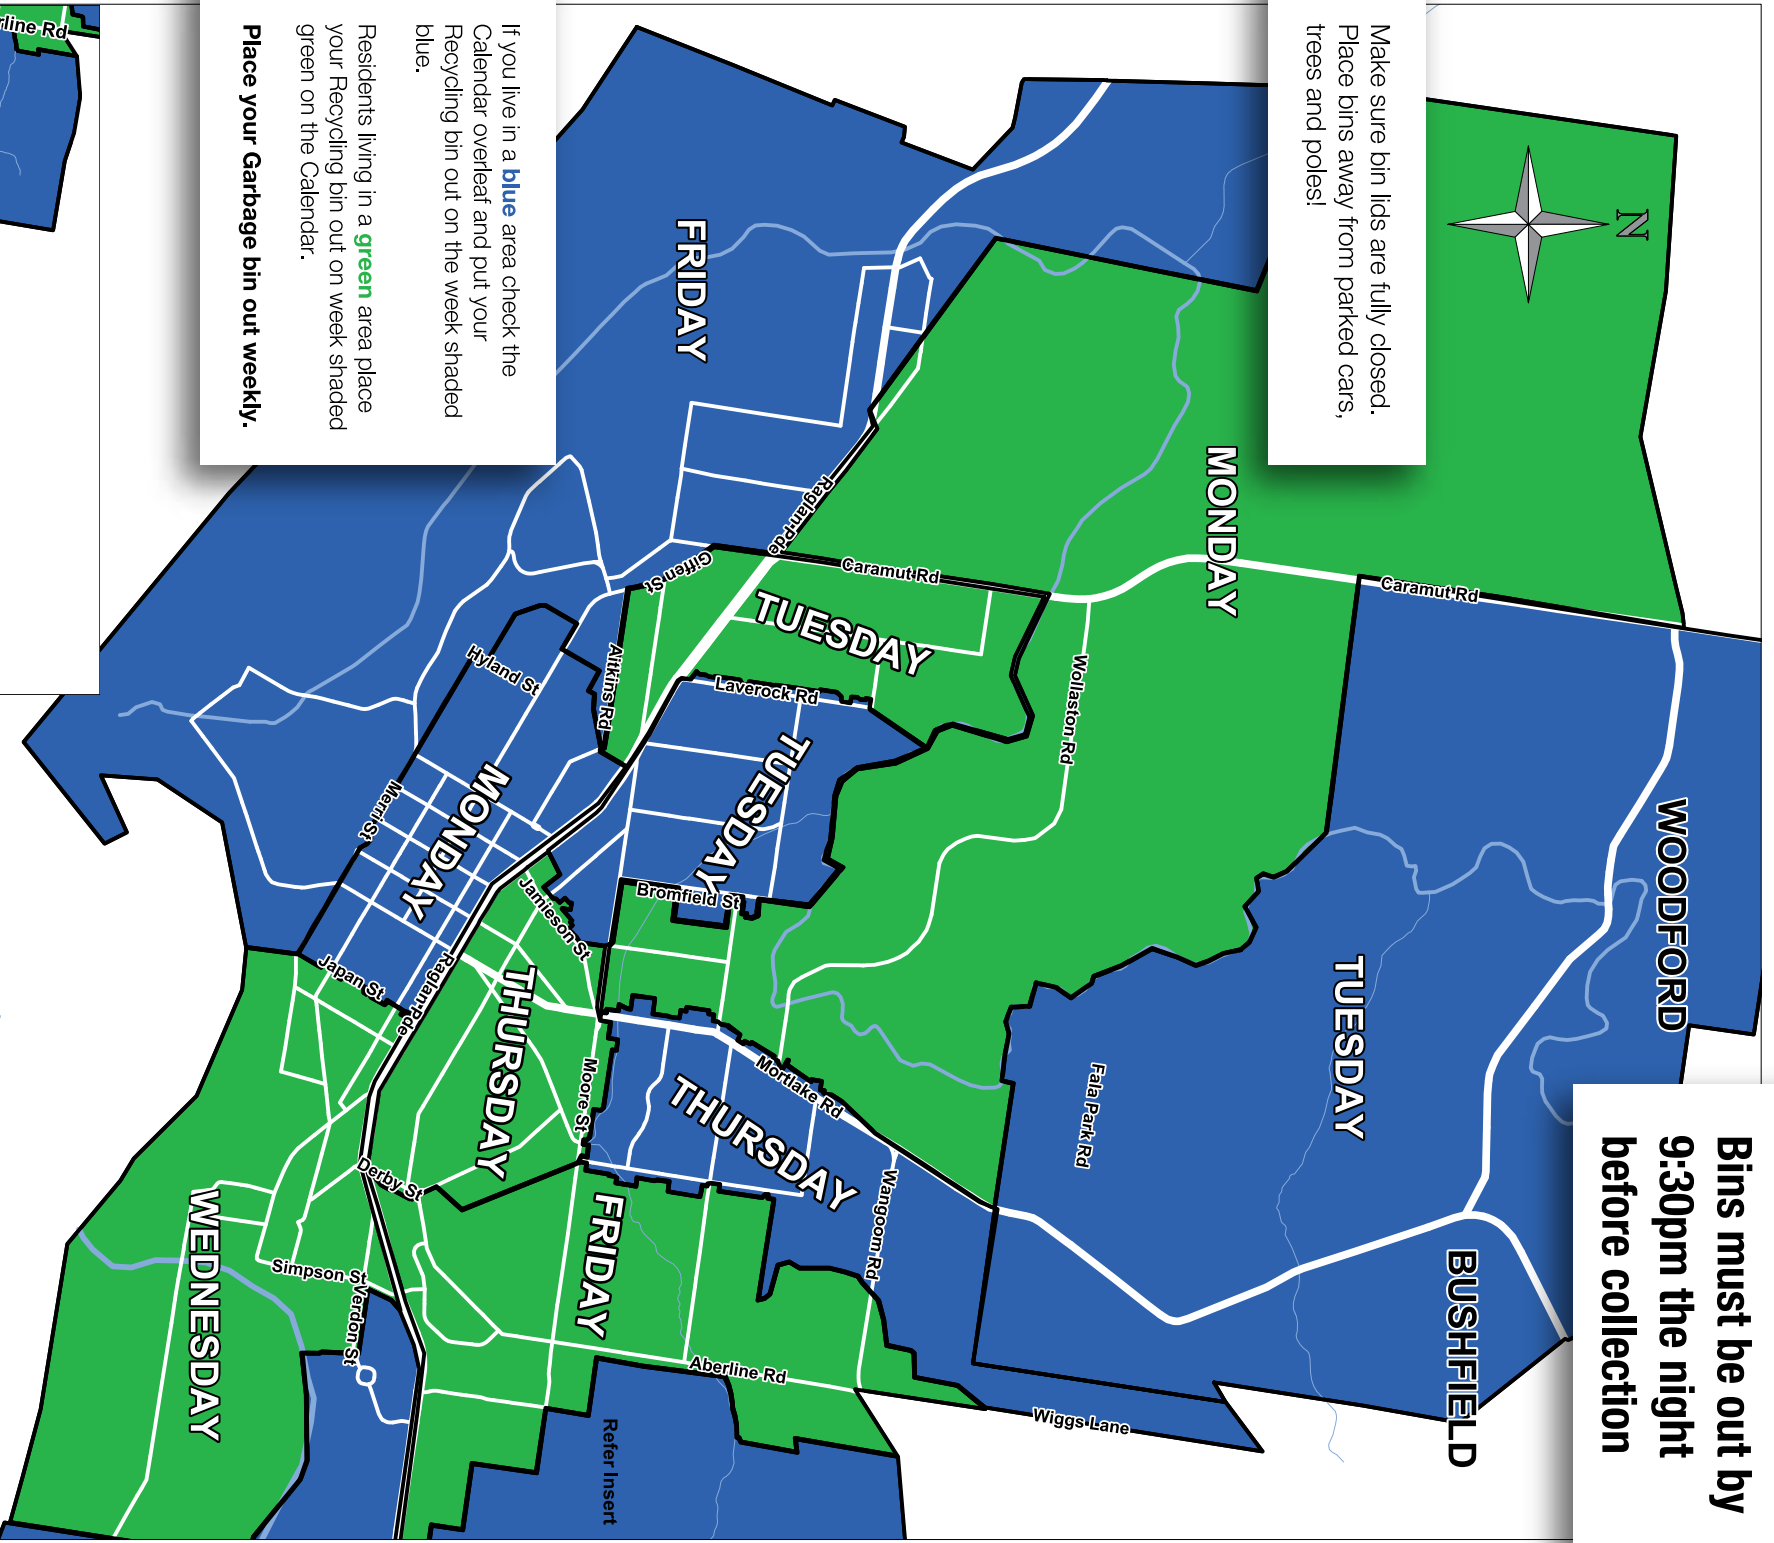 Bins must be out by
9:30pm the night
before collection
Make sure bin lids are fully closed.
Place bins away from parked cars,
trees and poles!
N
If you live in a blue area check the
Calendar overleaf and put your
Recycling bin out on the week shaded
blue.
Residents living in a green area place
your Recycling bin out on week shaded
green on the Calendar.
Place your Garbage bin out weekly.
WOODFORD
BUSHFIELD
Caramut Rd
MONDAY
TUESDAY
Fala Park Rd
Wollaston Rd
Wiggs Lane
Caramut Rd
TUESDAY
Raglan Pde
FRIDAY
Giffen St
Laverock Rd
TUESDAY
Bromfield St
Mortlake Rd
THURSDAY
Wangoom Rd
Aberline Rd
Aitkins Rd
Hyland St
MONDAY
Merri St
Jamieson St
THURSDAY
Moore St
FRIDAY
Refer Insert
Japan St
Raglan Pde
Derby St
Simpson St
Verdon St
WEDNESDAY
rline Rd